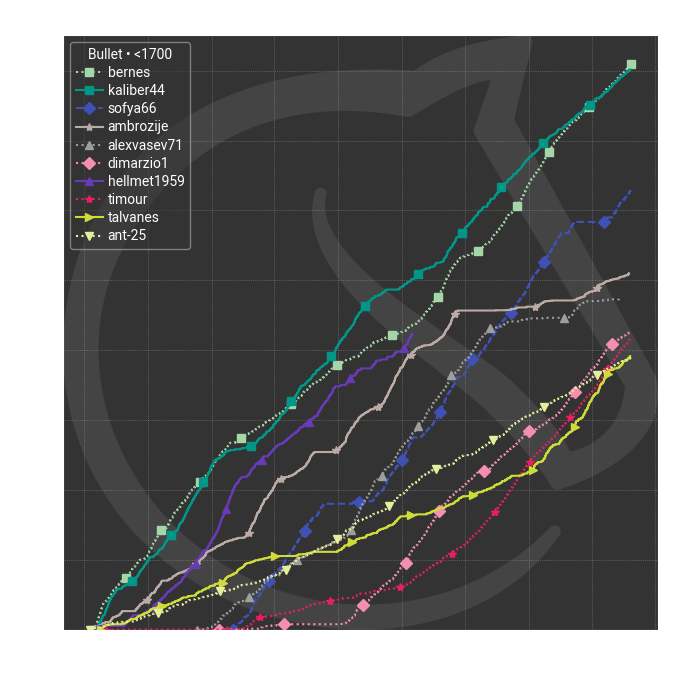 Bullet • <1700
bernes
kaliber44
sofya66
ambrozije
alexvasev71
dimarzio1
hellmet1959
timour
talvanes
ant-25